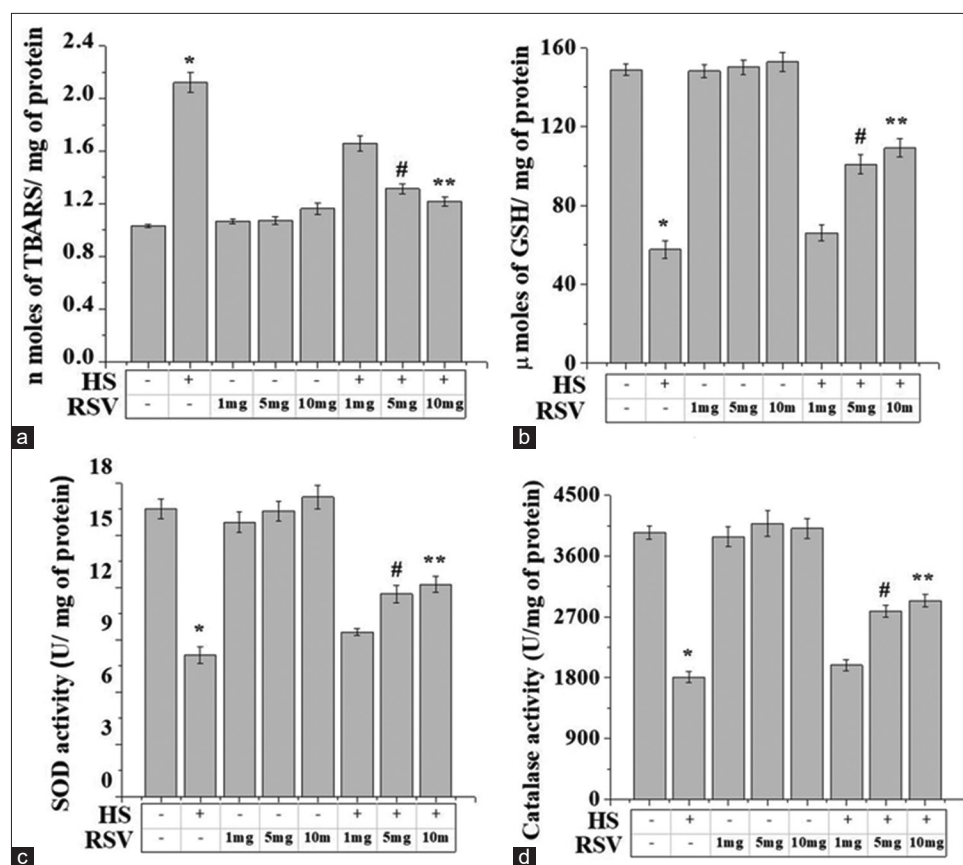 n moles of TBARS/ mg of protein
2.4
2.0
1.6
1.2
0.8
0.4
0.0
*
#
**
HS - + - - - + + +
RSV - - 1mg 5mg 10mg 1mg 5mg 10mg
a
μ moles of GSH/ mg of protein
160
120
80
40
0
*
#
**
HS - + - - - + + +
RSV - - 1mg 5mg 10m 1mg 5mg 10m
b
SOD activity (U/ mg of protein)
18
15
12
9
6
3
0
*
#
**
HS - + - - - + + +
RSV - - 1mg 5mg 10m 1mg 5mg 10m
c
Catalase activity (U/mg of protein)
4500
3600
2700
1800
900
0
*
#
**
HS - + - - - + + +
RSV - - 1mg 5mg 10mg 1mg 5mg 10mg
d